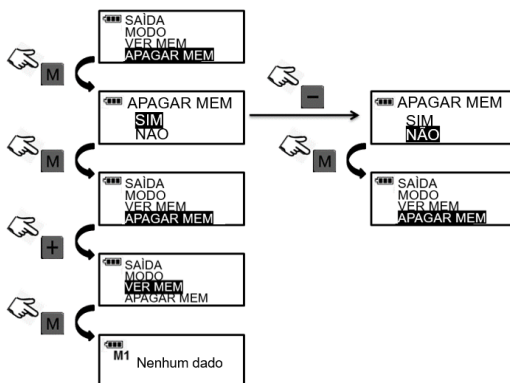 SAÌDA
MODO
VER MEM
APAGAR MEM
M
APAGAR MEM
SIM
NÃO
−
APAGAR MEM
SIM
NÃO
M
M
SAÌDA
MODO
VER MEM
APAGAR MEM
SAÌDA
MODO
VER MEM
APAGAR MEM
+
SAÌDA
MODO
VER MEM
APAGAR MEM
M
M1 Nenhum dado